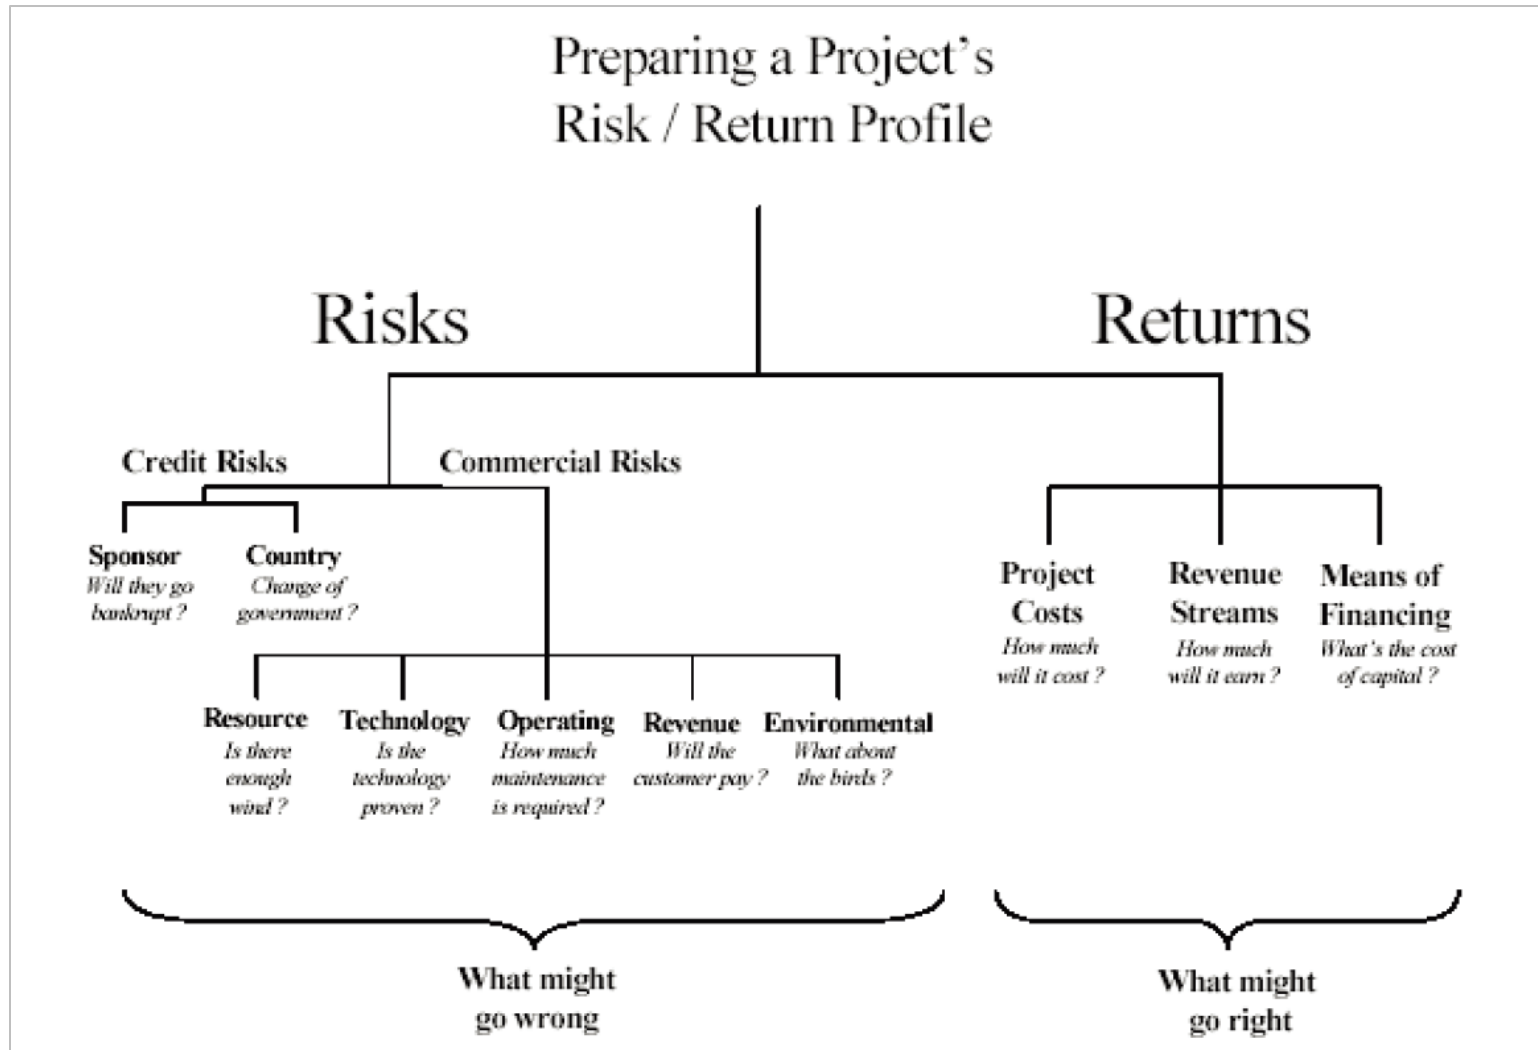 Preparing a Project's
Risk / Return Profile
Risks
Returns
Credit Risks
Commercial Risks
Sponsor
Will they go
bankrupt ?
Country
Change of
government ?
Resource
Is there
enough
wind ?
Technology
Is the
technology
proven ?
Operating
How much
maintenance
is required ?
Revenue
Will the
customer pay ?
Environmental
What about
the birds ?
Project
Costs
How much
will it cost ?
Revenue
Streams
How much
will it earn ?
Means of
Financing
What's the cost
of capital ?
What might
go wrong
What might
go right